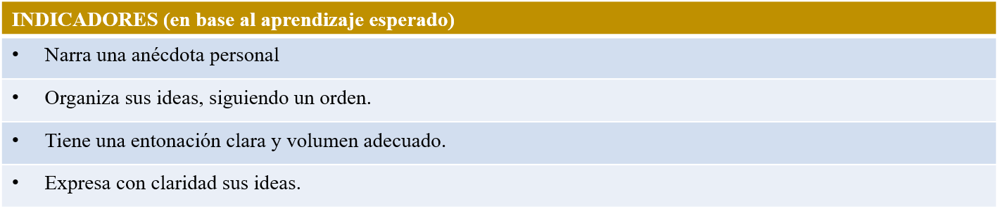 INDICADORES (en base al aprendizaje esperado)
• Narra una anécdota personal
• Organiza sus ideas, siguiendo un orden.
• Tiene una entonación clara y volumen adecuado.
• Expresa con claridad sus ideas.